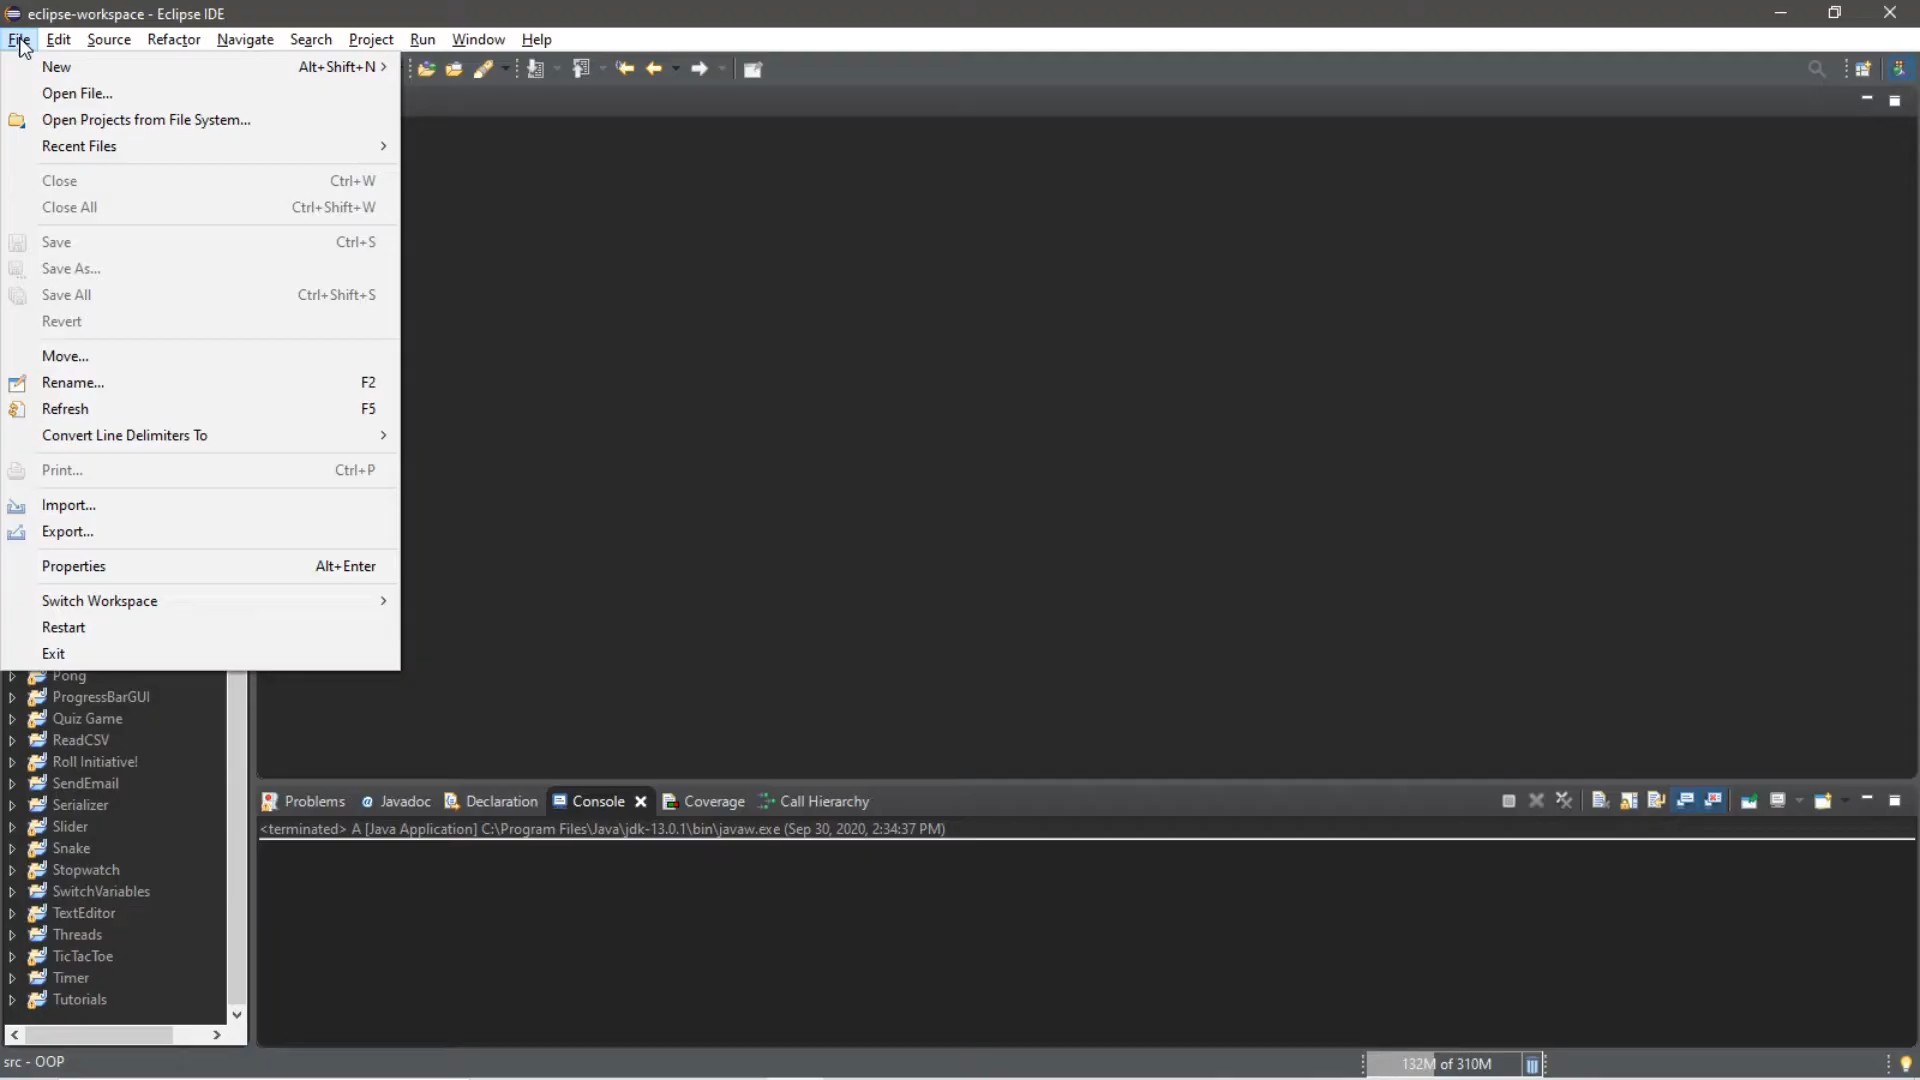 eclipse-workspace - Eclipse IDE
File Edit Source Refactor Navigate Search Project Run Window Help
New Alt+Shift+N >
Open File...
Open Projects from File System...
Recent Files >
Close Ctrl+W
Close All Ctrl+Shift+W
Save Ctrl+S
Save As...
Save All Ctrl+Shift+S
Revert
Move...
Rename... F2
Refresh F5
Convert Line Delimiters To >
Print... Ctrl+P
Import...
Export...
Properties Alt+Enter
Switch Workspace >
Restart
Exit
Pong
ProgressBarGUI
Quiz Game
ReadCSV
Roll Initiative!
SendEmail
Serializer
Slider
Snake
Stopwatch
SwitchVariables
TextEditor
Threads
TicTacToe
Timer
Tutorials
Problems @ Javadoc Declaration Console Coverage Call Hierarchy
<terminated> A [Java Application] C:\Program Files\Java\jdk-13.0.1\bin\javaw.exe (Sep 30, 2020, 2:34:37 PM)
src - OOP
132M of 310M